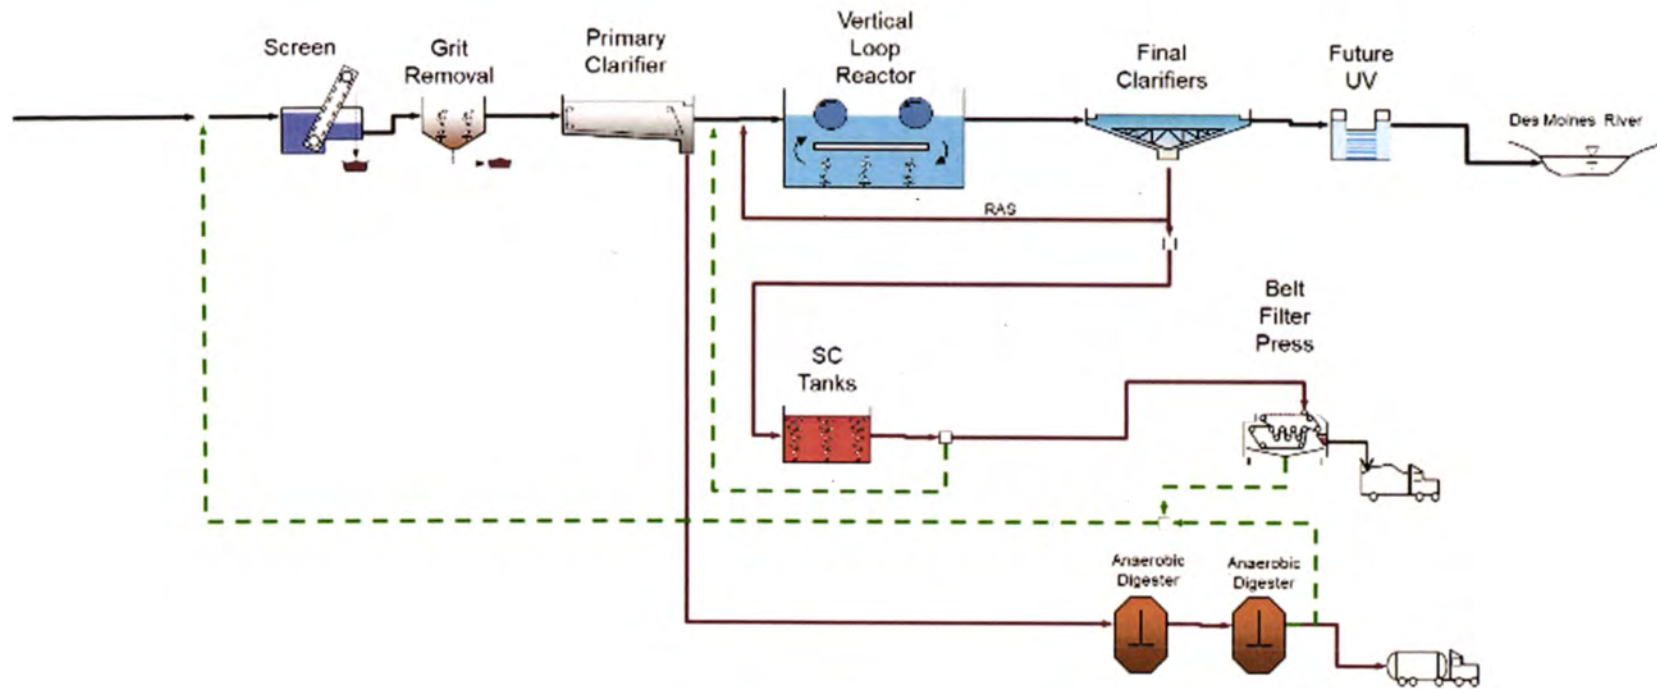 Screen
Grit
Removal
Primary
Clarifier
Vertical
Loop
Reactor
Final
Clarifiers
Future
UV
Des Moines River
RAS
Belt
Filter
Press
SC
Tanks
Anaerobic
Digester
Anaerobic
Digester